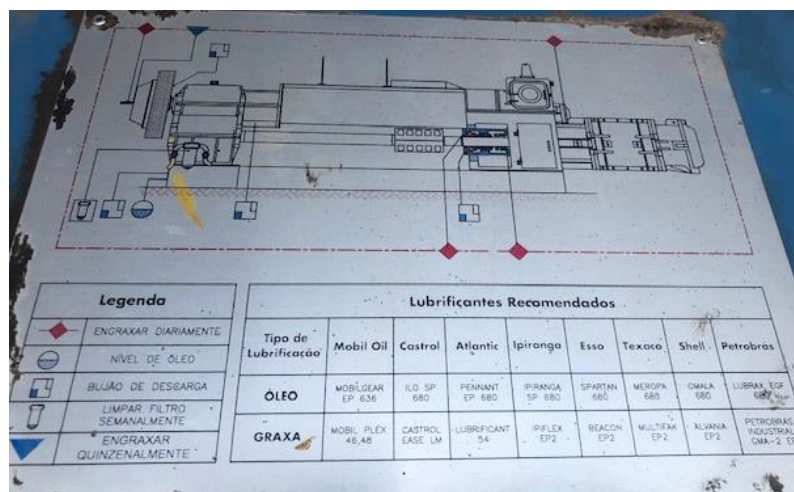 Legenda
ENGRAXAR DIARIAMENTE
NÍVEL DE ÓLEO
BUJÃO DE DESCARGA
LIMPAR FILTRO
SEMANALMENTE
ENGRAXAR
QUINZENALMENTE
Lubrificantes Recomendados
Tipo de
Lubrificação
Mobil Oil
Castrol
Atlantic
Ipiranga
Esso
Texaco
Shell
Petrobrás
ÓLEO
MOBILGEAR
EP 636
ILO SP
680
PENNANT
EP 680
IPIRANGA
SP 680
SPARTAN
680
MEROPA
680
OMALA
680
LUBRAX EGF
GRAXA
MOBIL PLEX
46,48
CASTROL
EASE LM
LUBRIFICANT
54
IPIFLEX
EP2
BEACON
EP2
MULTIFAK
EP2
ALVANIA
EP2
PETROBRAS
INDUSTRIAL
GMA-2 EP